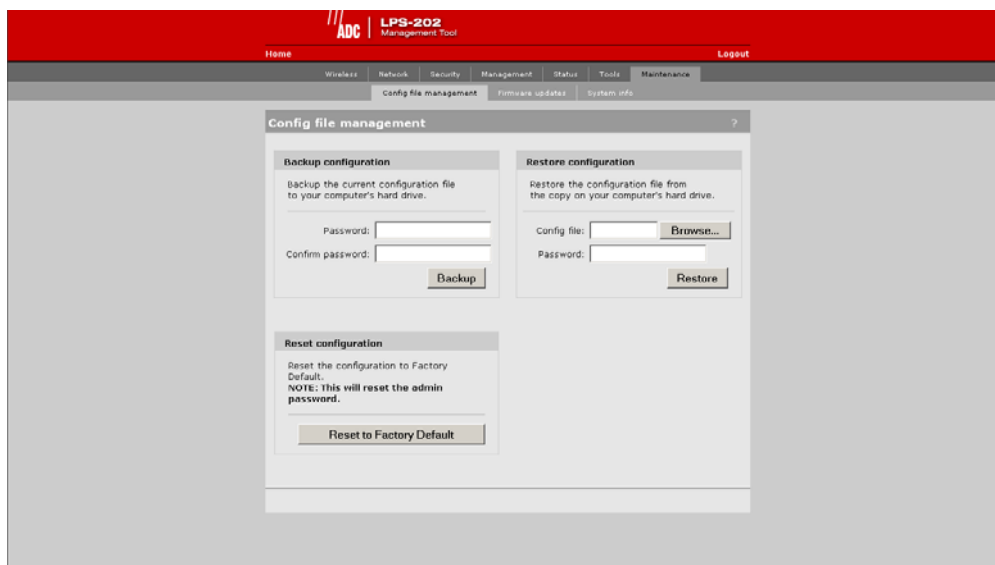 ADC
LPS-202
Management Tool
Home
Logout
Wireless
Network
Security
Management
Status
Tools
Maintenance
Config file management
Firmware updates
System info
Config file management
?
Backup configuration
Backup the current configuration file
to your computer's hard drive.
Password:
Confirm password:
Backup
Restore configuration
Restore the configuration file from
the copy on your computer's hard drive.
Config file:
Browse...
Password:
Restore
Reset configuration
Reset the configuration to Factory
Default.
NOTE: This will reset the admin
password.
Reset to Factory Default